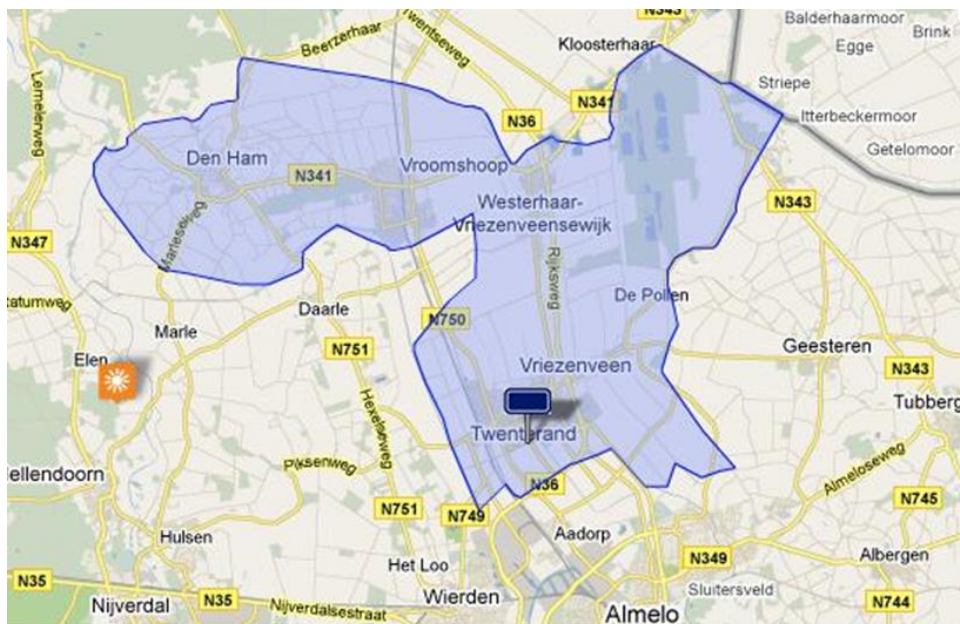 N343
Balderhaarmoor
Brink
Egge
Beerzerhaar
Twentseweg
Kloosterhaar
Striepe
Lemelerweg
N341
N36
Itterbeckermoor
Getelomoor
Den Ham
N341
Vroomshoop
Westerhaar-
Vriezenveensewijk
N343
Marleseweg
N347
Rijksweg
De Pollen
Daarle
N750
Marle
N751
Geesteren
Elen
Vriezenveen
N343
Tubberg
Hexelseweg
Twenterand
Almeloseweg
Piksenweg
ellendoorn
N36
N751
N749
N745
Hulsen
Aadorp
N349
Albergen
Het Loo
N35
N35
Sluitersveld
Nijverdal
Nijverdalsestraat
Wierden
Almelo
N744